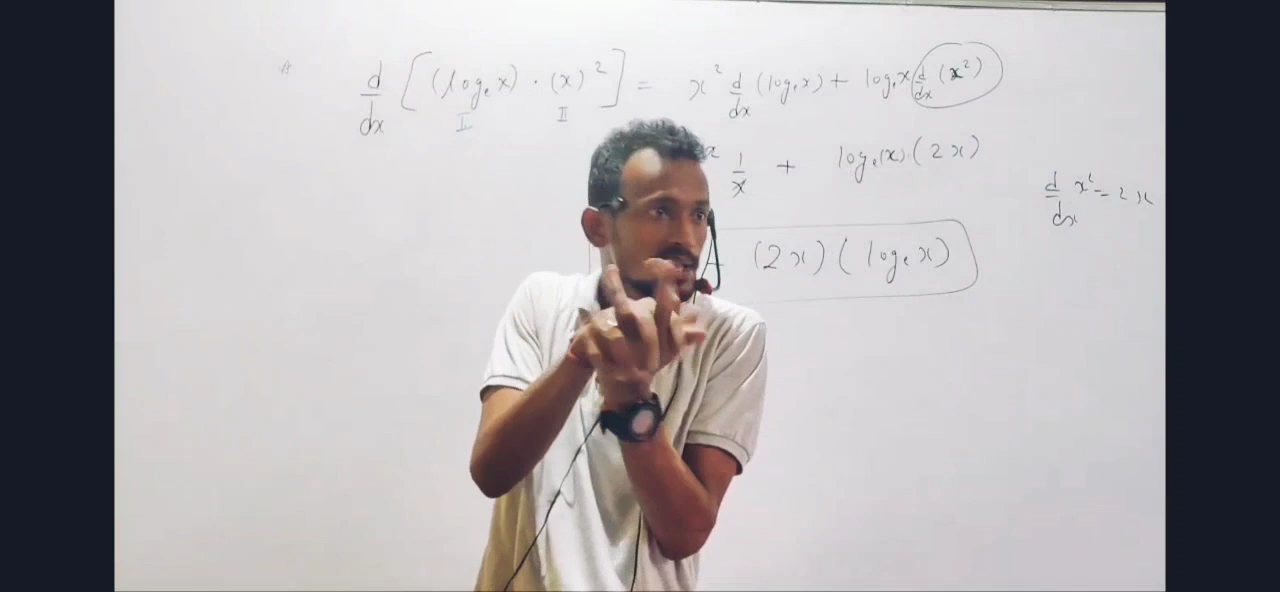 d/dx [(log_e x) · (x)^2] = x^2 d/dx (log_e x) + log_e x d/dx (x^2)
I II
1/x + log_e(x) (2x)
d/dx x^2 = 2x
(2x) (log_e x)